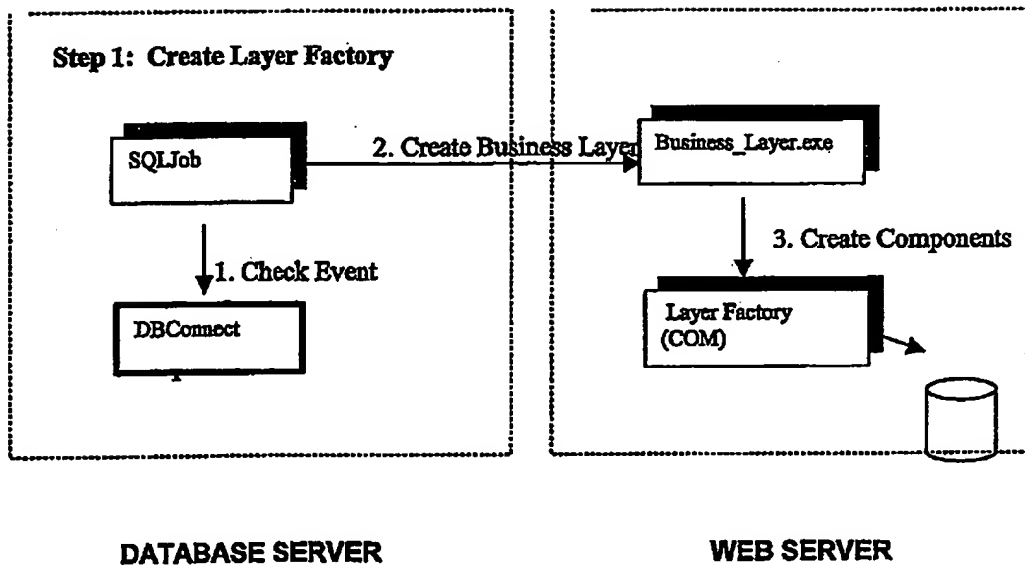 Step 1: Create Layer Factory
SQLJob
2. Create Business Layer
Business_Layer.exe
1. Check Event
3. Create Components
DBConnect
Layer Factory
(COM)
DATABASE SERVER
WEB SERVER